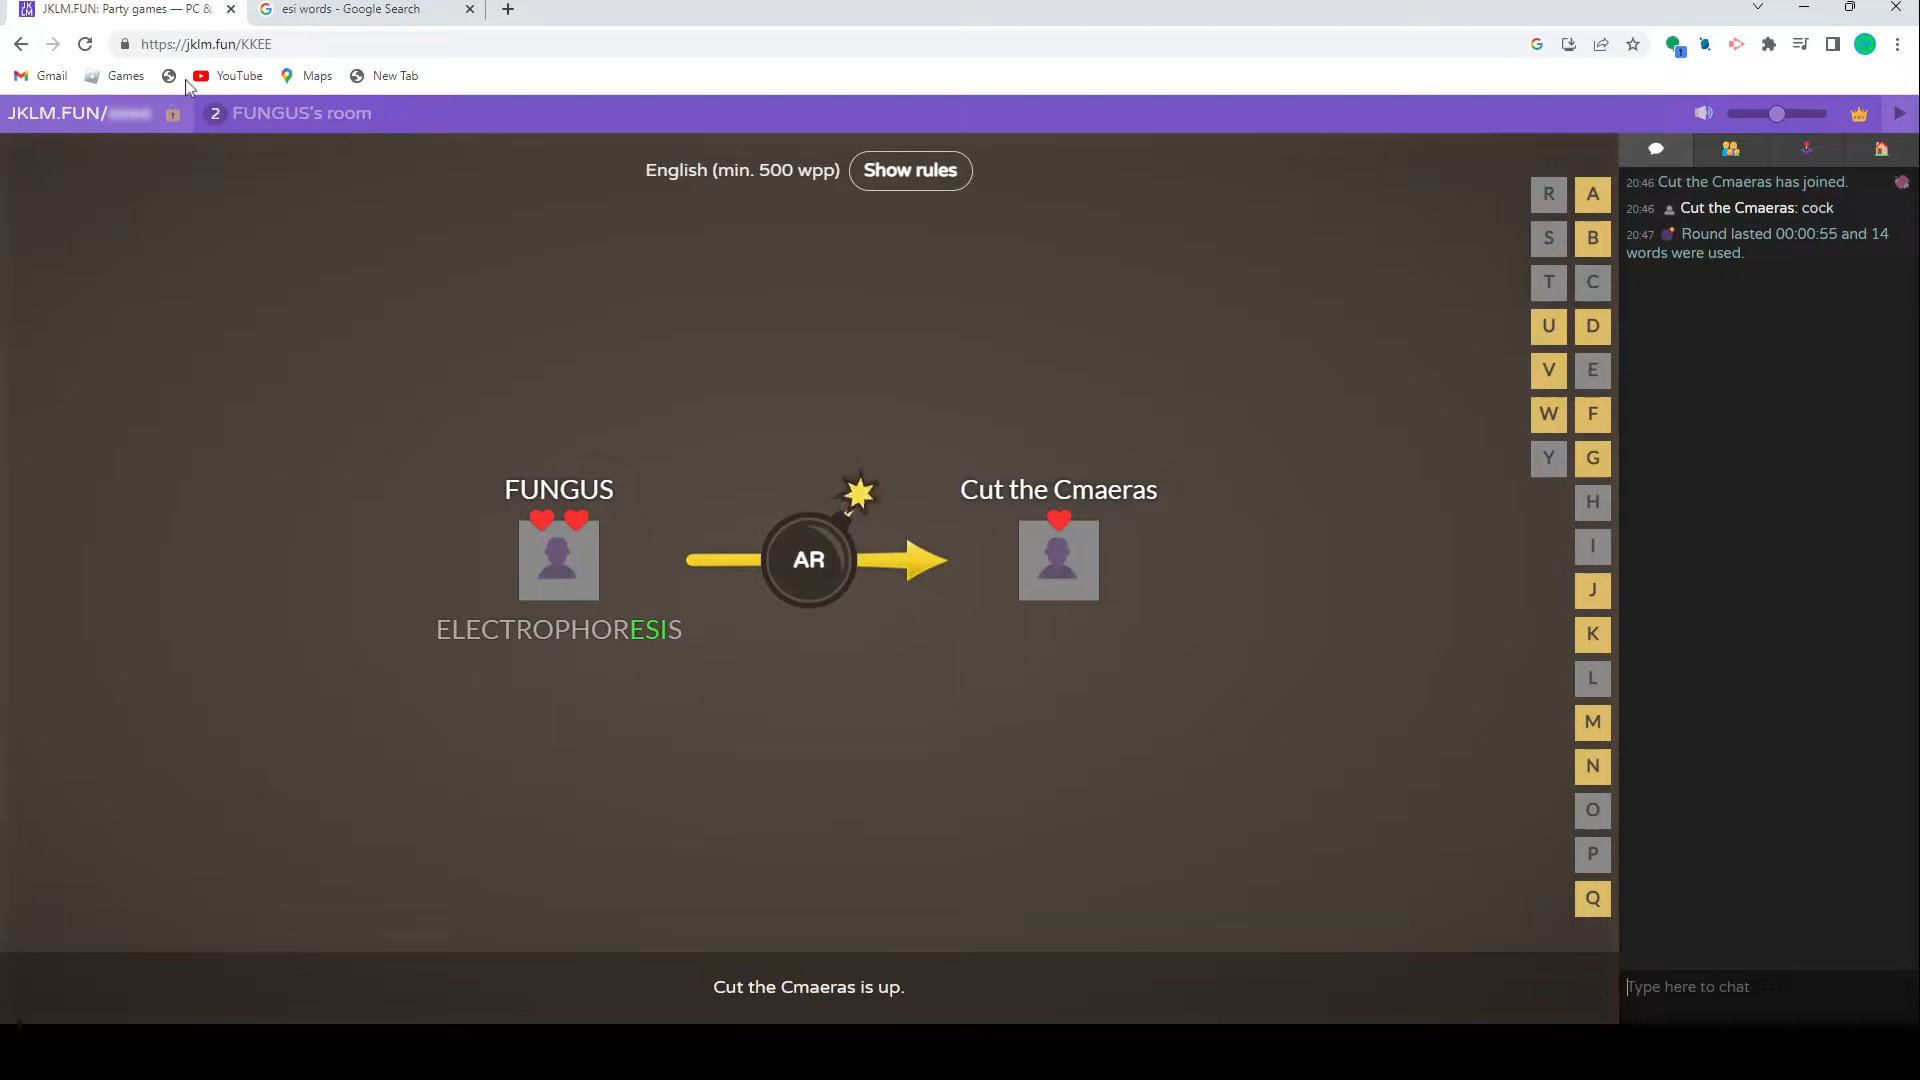 JKLM.FUN: Party games — PC &
esi words - Google Search
https://jklm.fun/KKEE
1
Gmail
Games
YouTube
Maps
New Tab
JKLM.FUN/
2 FUNGUS's room
English (min. 500 wpp)
Show rules
R A
S B
T C
U D
V E
W F
Y G
H
I
J
K
L
M
N
O
P
Q
20:46 Cut the Cmaeras has joined.
20:46 Cut the Cmaeras: cock
20:47 Round lasted 00:00:55 and 14
words were used.
FUNGUS
Cut the Cmaeras
AR
ELECTROPHORESIS
Cut the Cmaeras is up.
Type here to chat